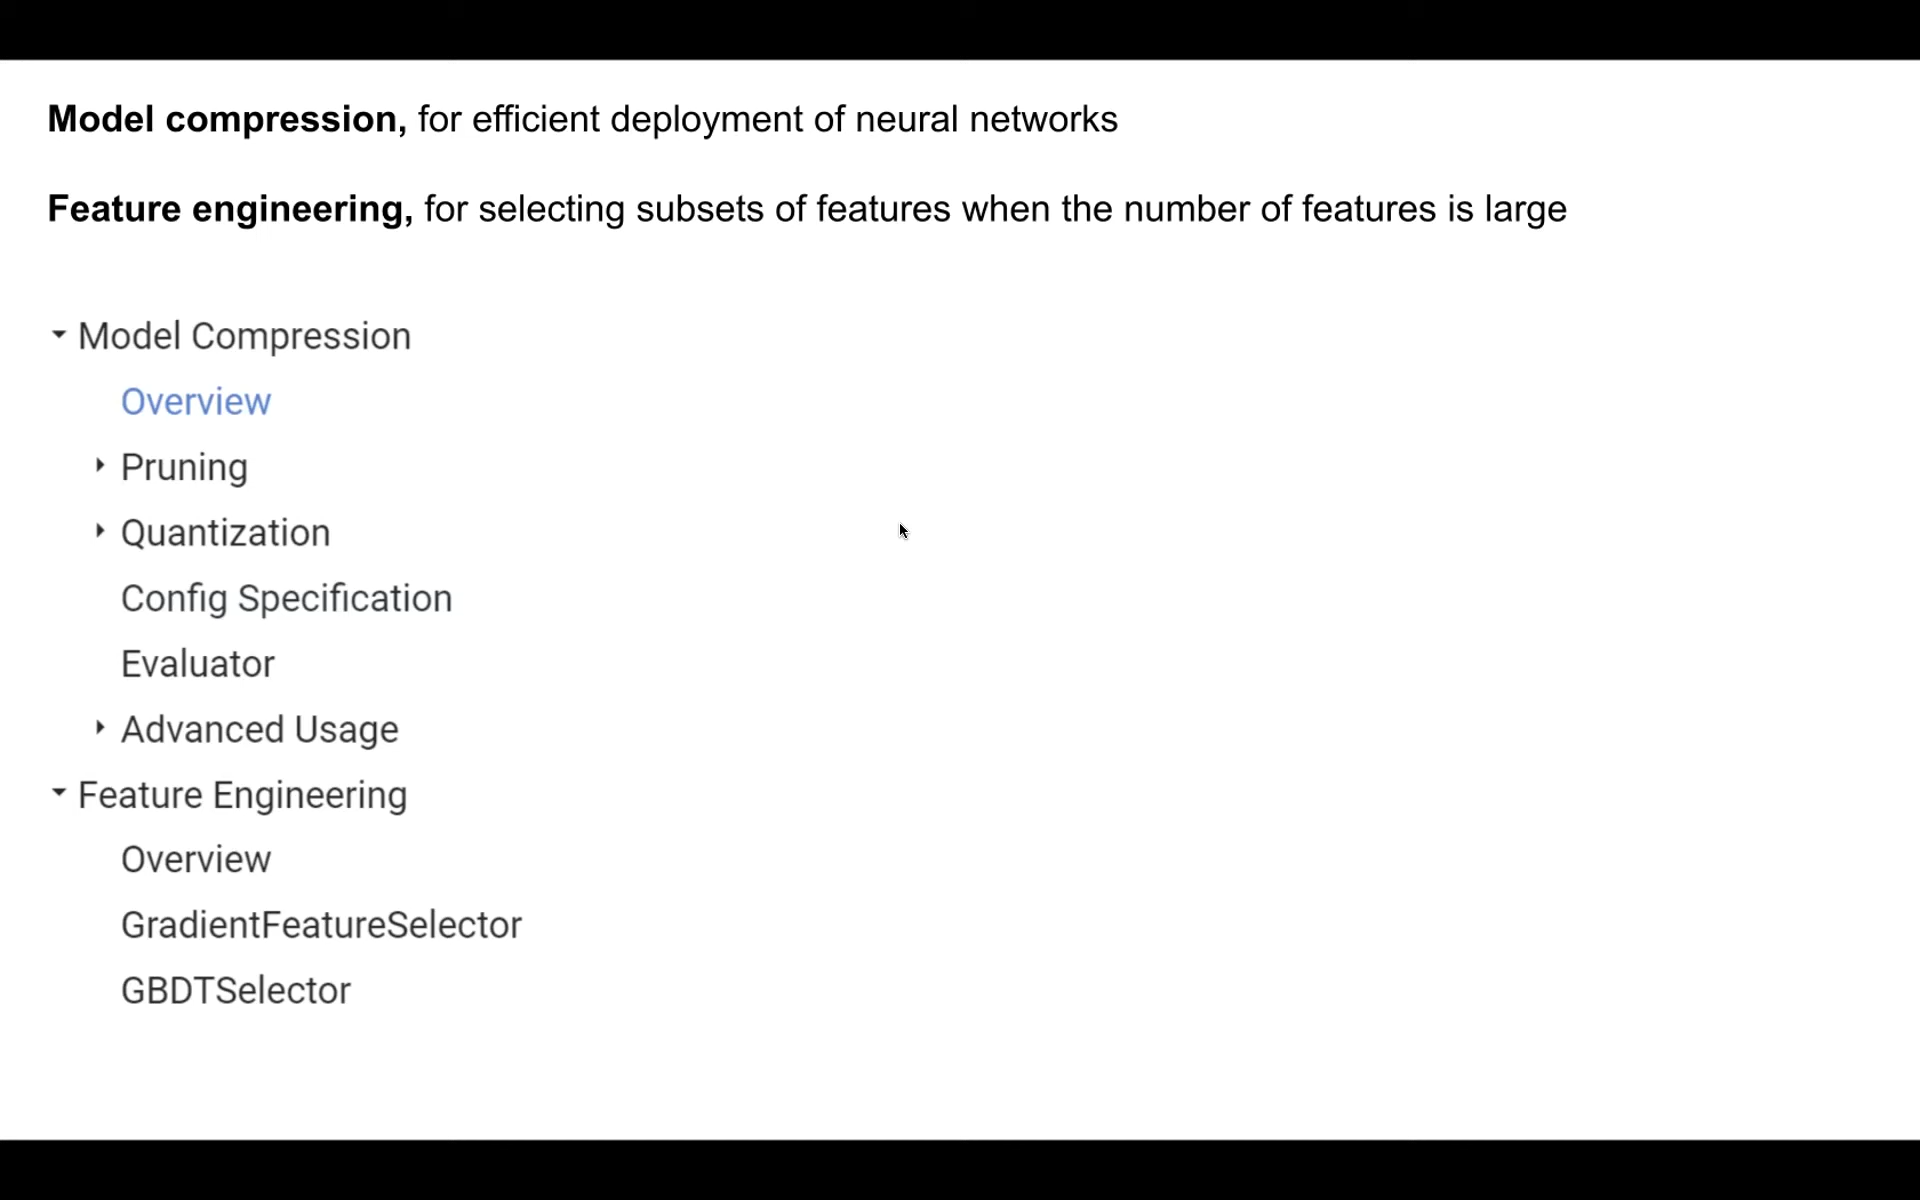 Model compression, for efficient deployment of neural networks
Feature engineering, for selecting subsets of features when the number of features is large
Model Compression
Overview
Pruning
Quantization
Config Specification
Evaluator
Advanced Usage
Feature Engineering
Overview
GradientFeatureSelector
GBDTSelector